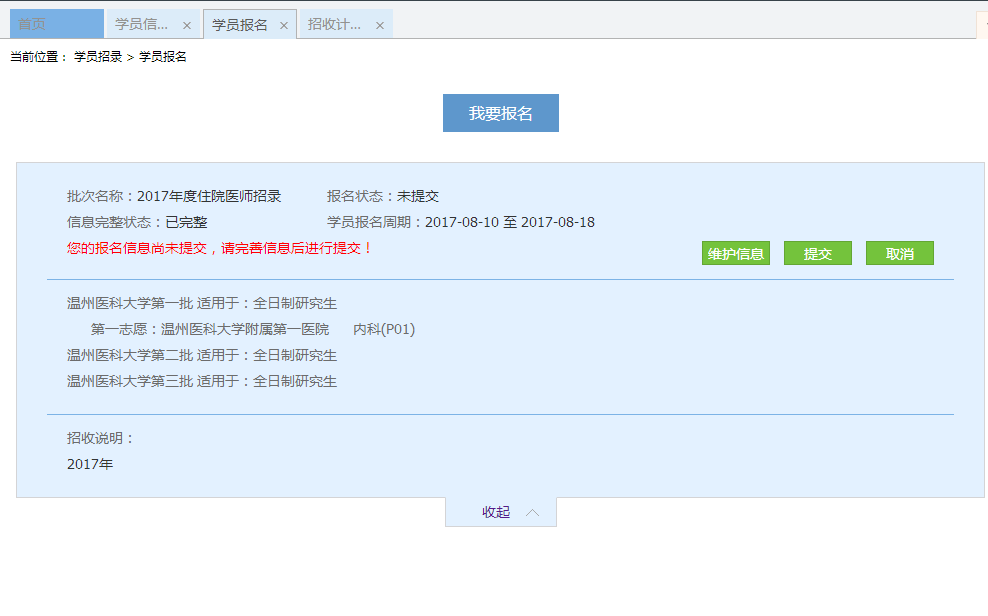 首页 学员信... × 学员报名 × 招收计... ×
当前位置： 学员招录 > 学员报名
我要报名
批次名称：2017年度住院医师招录 报名状态：未提交
信息完整状态：已完整 学员报名周期：2017-08-10 至 2017-08-18
您的报名信息尚未提交，请完善信息后进行提交！ 维护信息 提交 取消
温州医科大学第一批 适用于：全日制研究生
第一志愿：温州医科大学附属第一医院 内科(P01)
温州医科大学第二批 适用于：全日制研究生
温州医科大学第三批 适用于：全日制研究生
招收说明：
2017年
收起